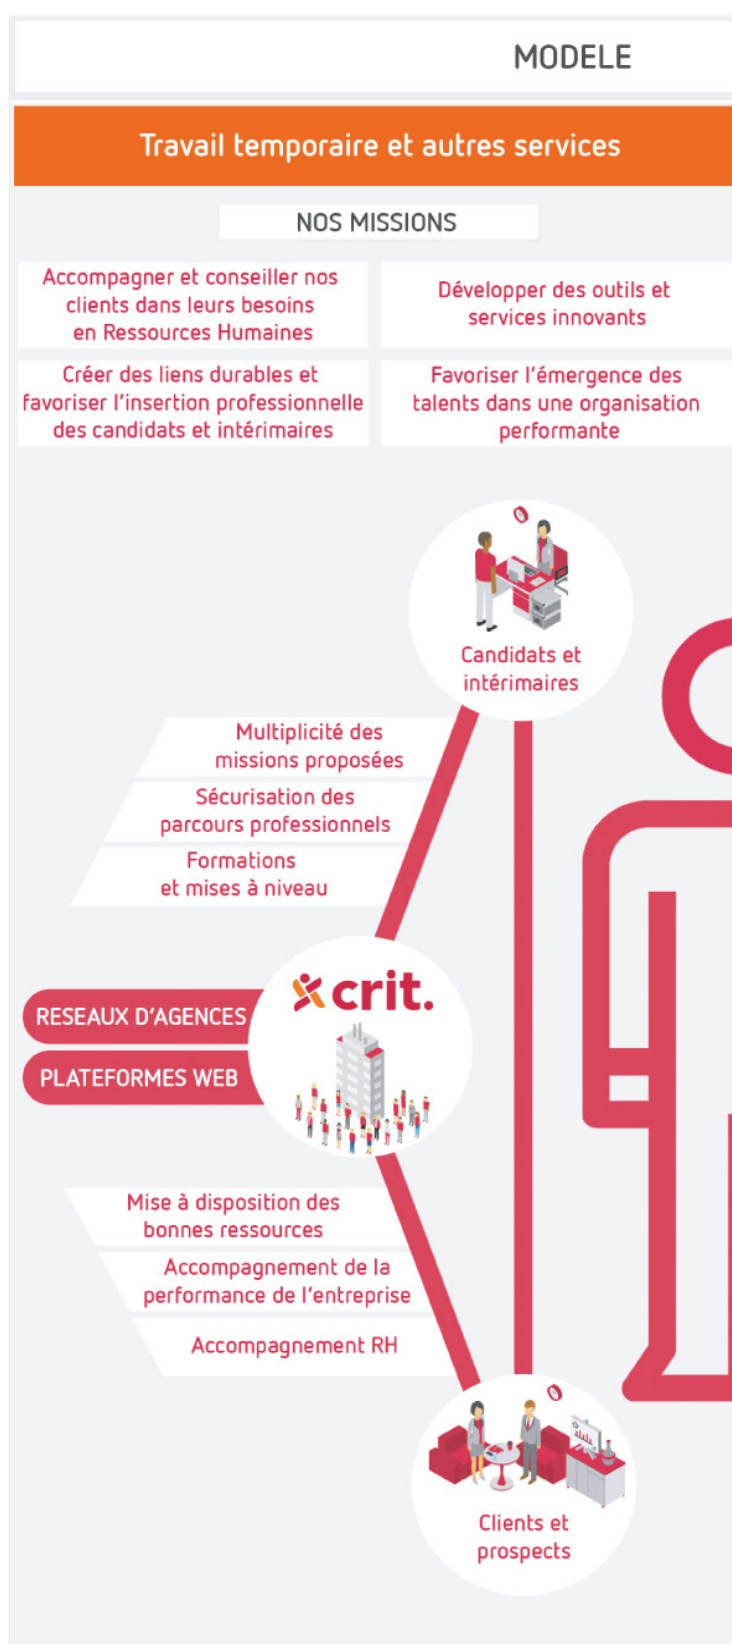 MODELE
Travail temporaire et autres services
NOS MISSIONS
Accompagner et conseiller nos
clients dans leurs besoins
en Ressources Humaines
Développer des outils et
services innovants
Créer des liens durables et
favoriser l'insertion professionnelle
des candidats et intérimaires
Favoriser l'émergence des
talents dans une organisation
performante
Candidats et
intérimaires
Multiplicité des
missions proposées
Sécurisation des
parcours professionnels
Formations
et mises à niveau
crit.
RESEAUX D'AGENCES
PLATEFORMES WEB
Mise à disposition des
bonnes ressources
Accompagnement de la
performance de l'entreprise
Accompagnement RH
Clients et
prospects